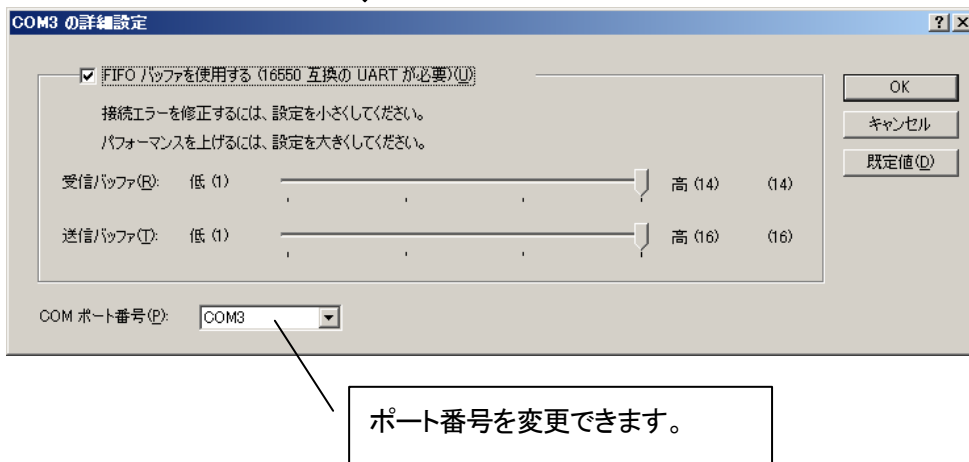 COM3 の詳細設定
FIFO バッファを使用する (16550 互換の UART が必要)(U)
接続エラーを修正するには、設定を小さくしてください。
パフォーマンスを上げるには、設定を大きくしてください。
受信バッファ(R): 低 (1) 高 (14) (14)
送信バッファ(T): 低 (1) 高 (16) (16)
COM ポート番号(P): COM3
OK
キャンセル
既定値(D)
ポート番号を変更できます。